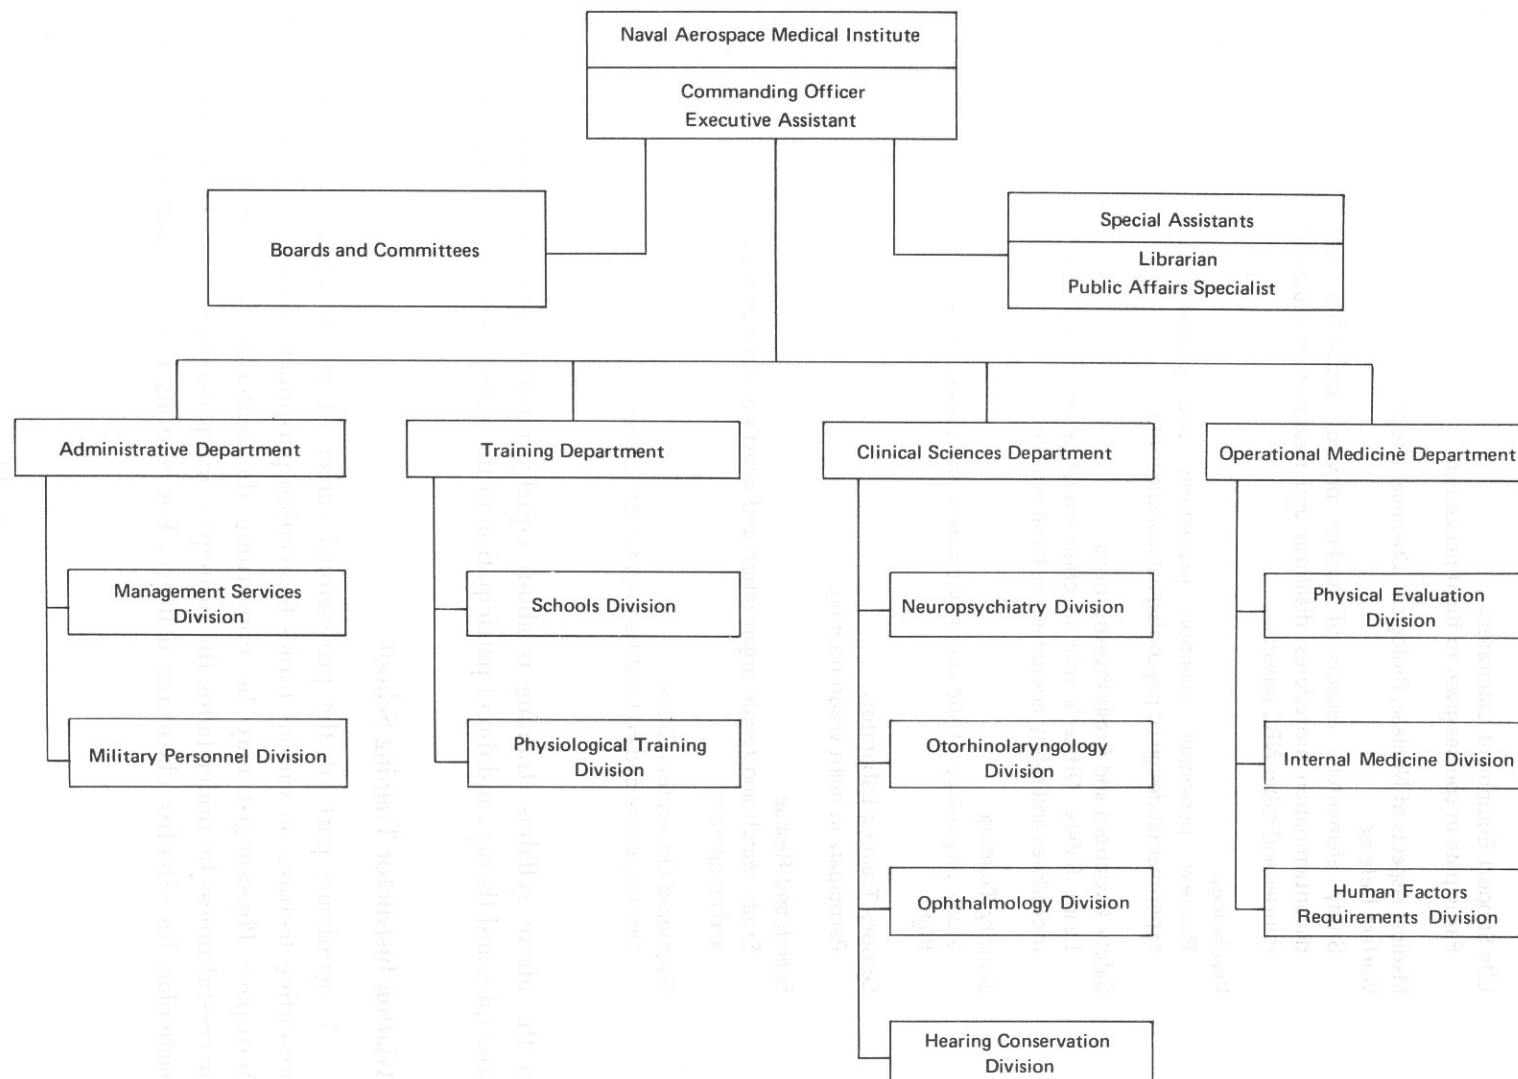 Naval Aerospace Medical Institute
Commanding Officer
Executive Assistant
Boards and Committees
Special Assistants
Librarian
Public Affairs Specialist
Administrative Department
Training Department
Clinical Sciences Department
Operational Medicine Department
Management Services
Division
Schools Division
Neuropsychiatry Division
Physical Evaluation
Division
Military Personnel Division
Physiological Training
Division
Otorhinolaryngology
Division
Internal Medicine Division
Ophthalmology Division
Human Factors
Requirements Division
Hearing Conservation
Division